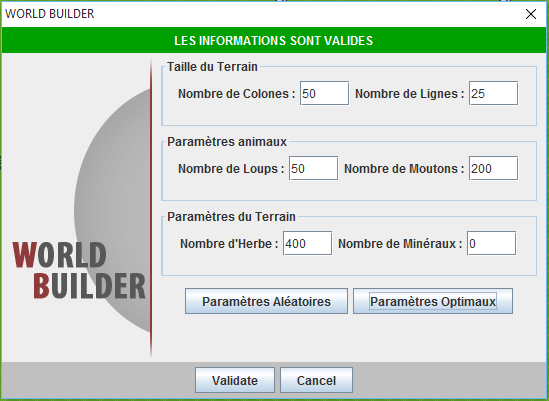 WORLD BUILDER
LES INFORMATIONS SONT VALIDES
Taille du Terrain
Nombre de Colones : 50 Nombre de Lignes : 25
Paramètres animaux
Nombre de Loups : 50 Nombre de Moutons : 200
Paramètres du Terrain
Nombre d'Herbe : 400 Nombre de Minéraux : 0
WORLD
BUILDER
Paramètres Aléatoires Paramètres Optimaux
Validate Cancel